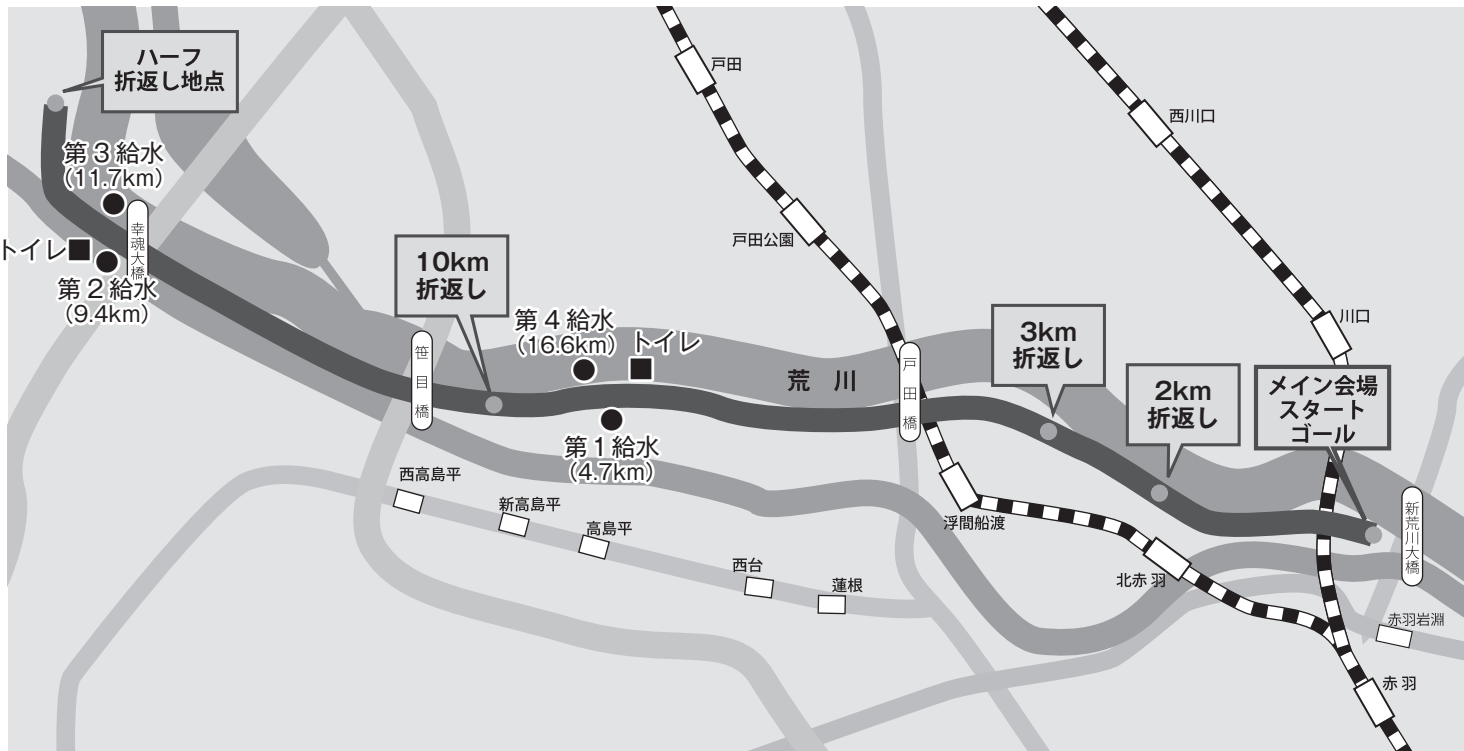 ハーフ
折返し地点
第3給水
(11.7km)
トイレ
第2給水
(9.4km)
幸魂大橋
10km
折返し
笹目橋
第4給水
(16.6km)
トイレ
第1給水
(4.7km)
荒川
戸田
戸田公園
戸田橋
西川口
川口
3km
折返し
2km
折返し
メイン会場
スタート
ゴール
新荒川大橋
西高島平
新高島平
高島平
西台
蓮根
浮間船渡
北赤羽
赤羽岩淵
赤羽